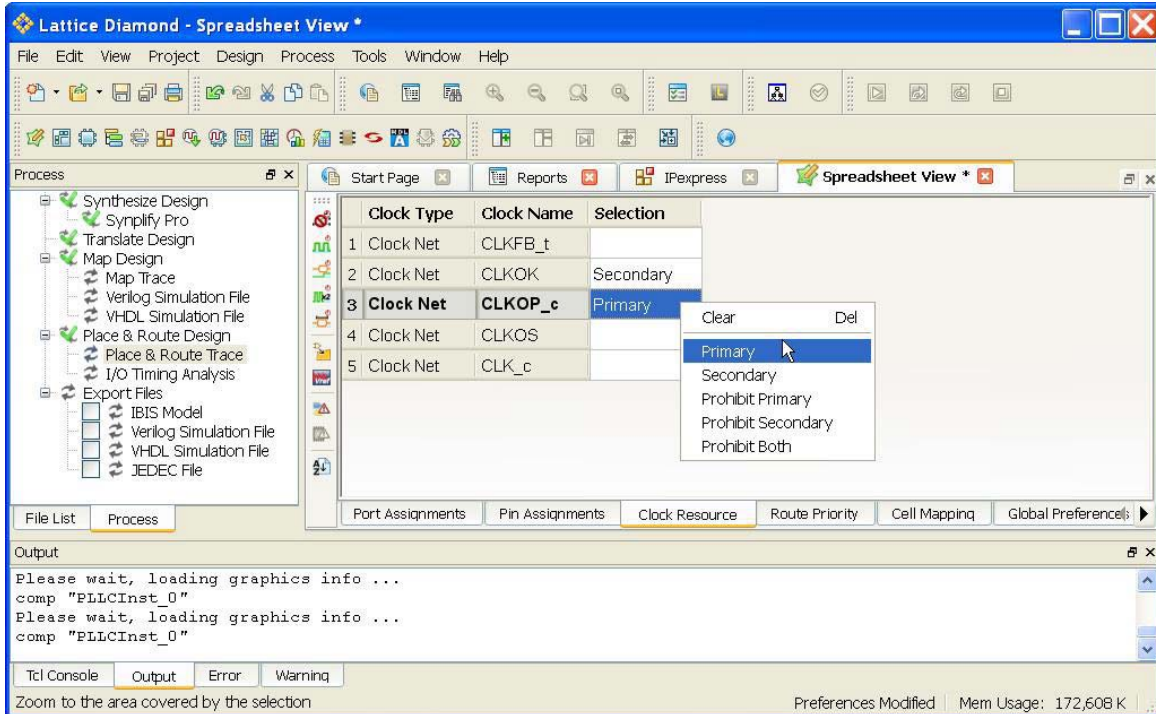 Lattice Diamond - Spreadsheet View *
File Edit View Project Design Process Tools Window Help
Process
Synthesize Design
Synplify Pro
Translate Design
Map Design
Map Trace
Verilog Simulation File
VHDL Simulation File
Place & Route Design
Place & Route Trace
I/O Timing Analysis
Export Files
IBIS Model
Verilog Simulation File
VHDL Simulation File
JEDEC File
File List Process
Start Page Reports IPexpress Spreadsheet View *
Clock Type Clock Name Selection
1 Clock Net CLKFB_t
2 Clock Net CLKOK Secondary
3 Clock Net CLKOP_c Primary
4 Clock Net CLKOS
5 Clock Net CLK_c
Clear Del
Primary
Secondary
Prohibit Primary
Prohibit Secondary
Prohibit Both
Port Assignments Pin Assignments Clock Resource Route Priority Cell Mapping Global Preferences
Output
Please wait, loading graphics info ...
comp "PLLCInst_0"
Please wait, loading graphics info ...
comp "PLLCInst_0"
Tcl Console Output Error Warning
Zoom to the area covered by the selection Preferences Modified Mem Usage: 172,608 K